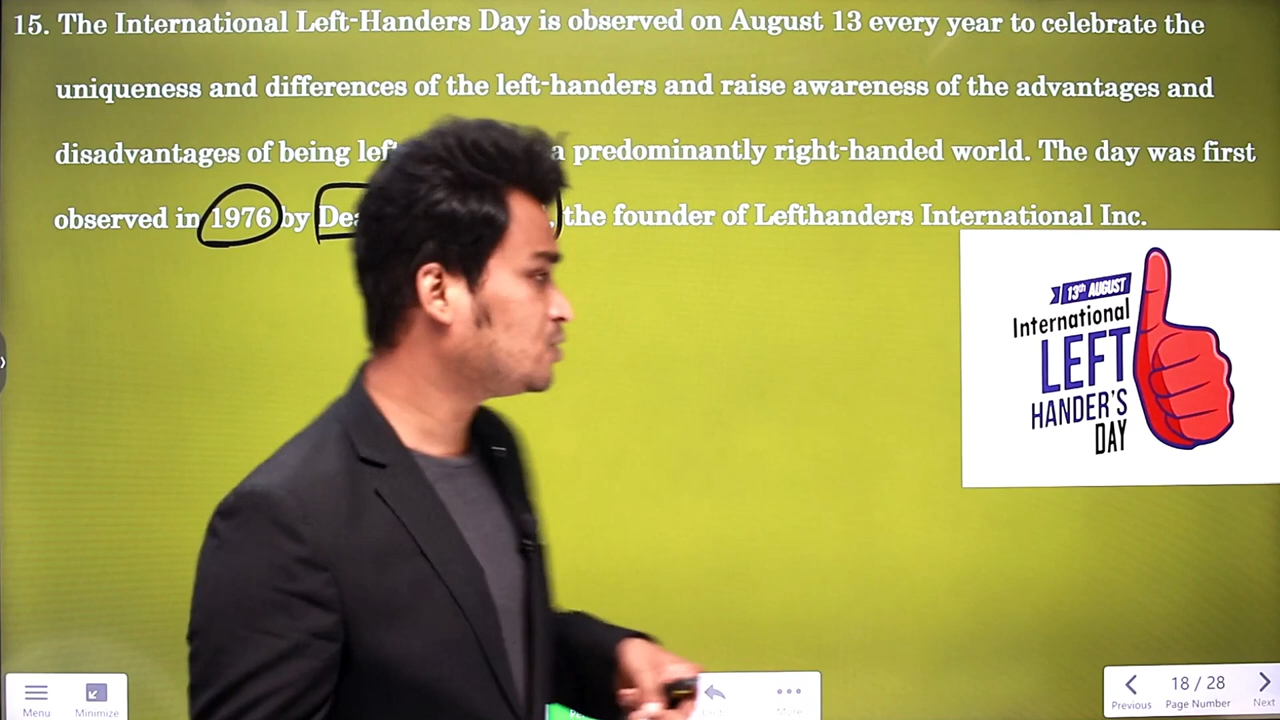 15. The International Left-Handers Day is observed on August 13 every year to celebrate the
uniqueness and differences of the left-handers and raise awareness of the advantages and
disadvantages of being a predominantly right-handed world. The day was first
observed in 1976 by the founder of Lefthanders International Inc.
13th AUGUST
International
LEFT
HANDER'S
DAY
Menu
Minimize
More
18 / 28
Previous
Page Number
Next